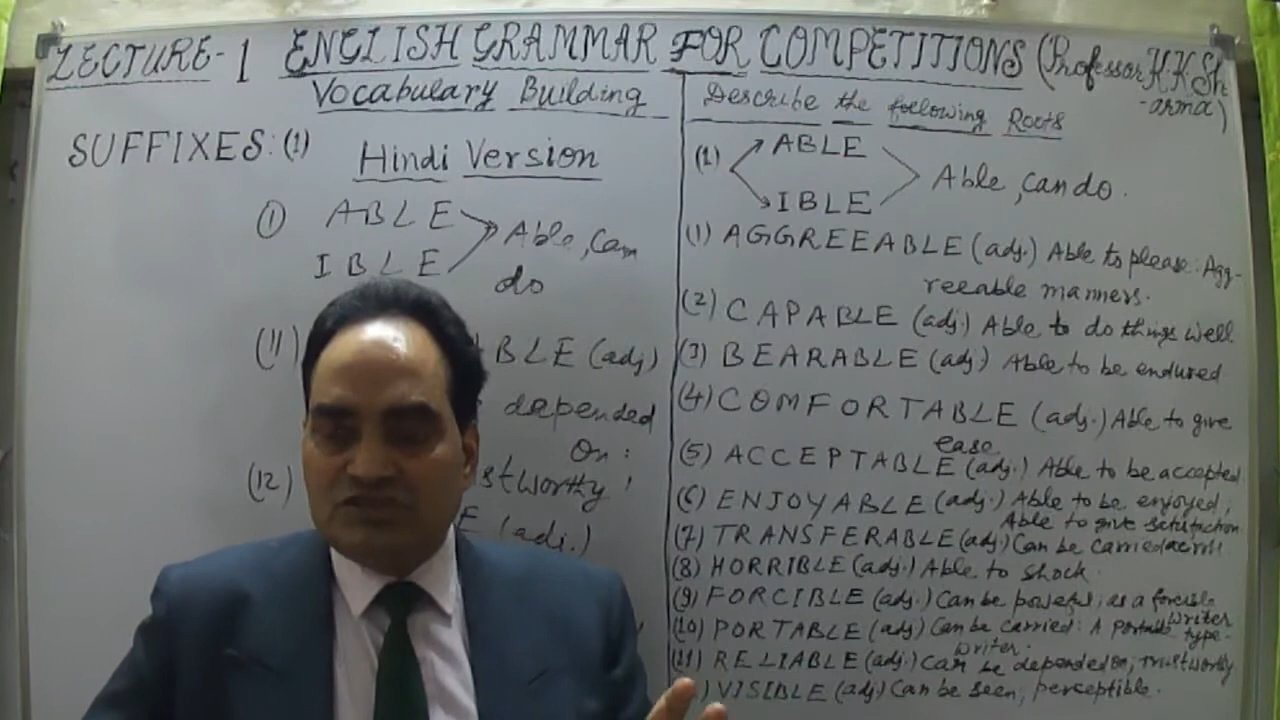 LECTURE-1 ENGLISH GRAMMAR FOR COMPETITIONS (Professor KKSh
-arma)
Vocabulary Building
SUFFIXES: (1)
Hindi Version
(1) ABLE
IBLE
Able, Can
do
(11) ABLE (adj)
depended
On:
(12) stworthy'
E (adj.)
Describe the following Roots
(1) ABLE
IBLE
Able, can do.
(1) AGGREEABLE (adj.) Able to please: Agg-
reeable manners.
(2) CAPABLE (adj.) Able to do things well
(3) BEARABLE (adj) Able to be endured
(4) COMFORTABLE (adj.) Able to give
ease
(5) ACCEPTABLE (adj.) Able to be accepted
(6) ENJOYABLE (adj.) Able to be enjoyed;
Able to give satisfaction
(7) TRANSFERABLE (adj) Can be carried across
(8) HORRIBLE (adj.) Able to shock.
(9) FORCIBLE (adj.) Can be powerful; as a forcible
writer
(10) PORTABLE (adj) Can be carried: A portable type-
writer.
(11) RELIABLE (adj.) Can be depended on; trustworthy
) VISIBLE (adj) Can be seen, perceptible.